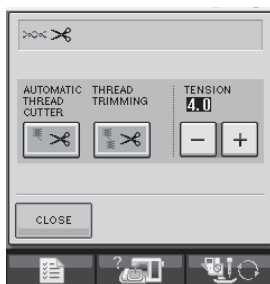 AUTOMATIC
THREAD
CUTTER
THREAD
TRIMMING
TENSION
4.0
− +
CLOSE
?